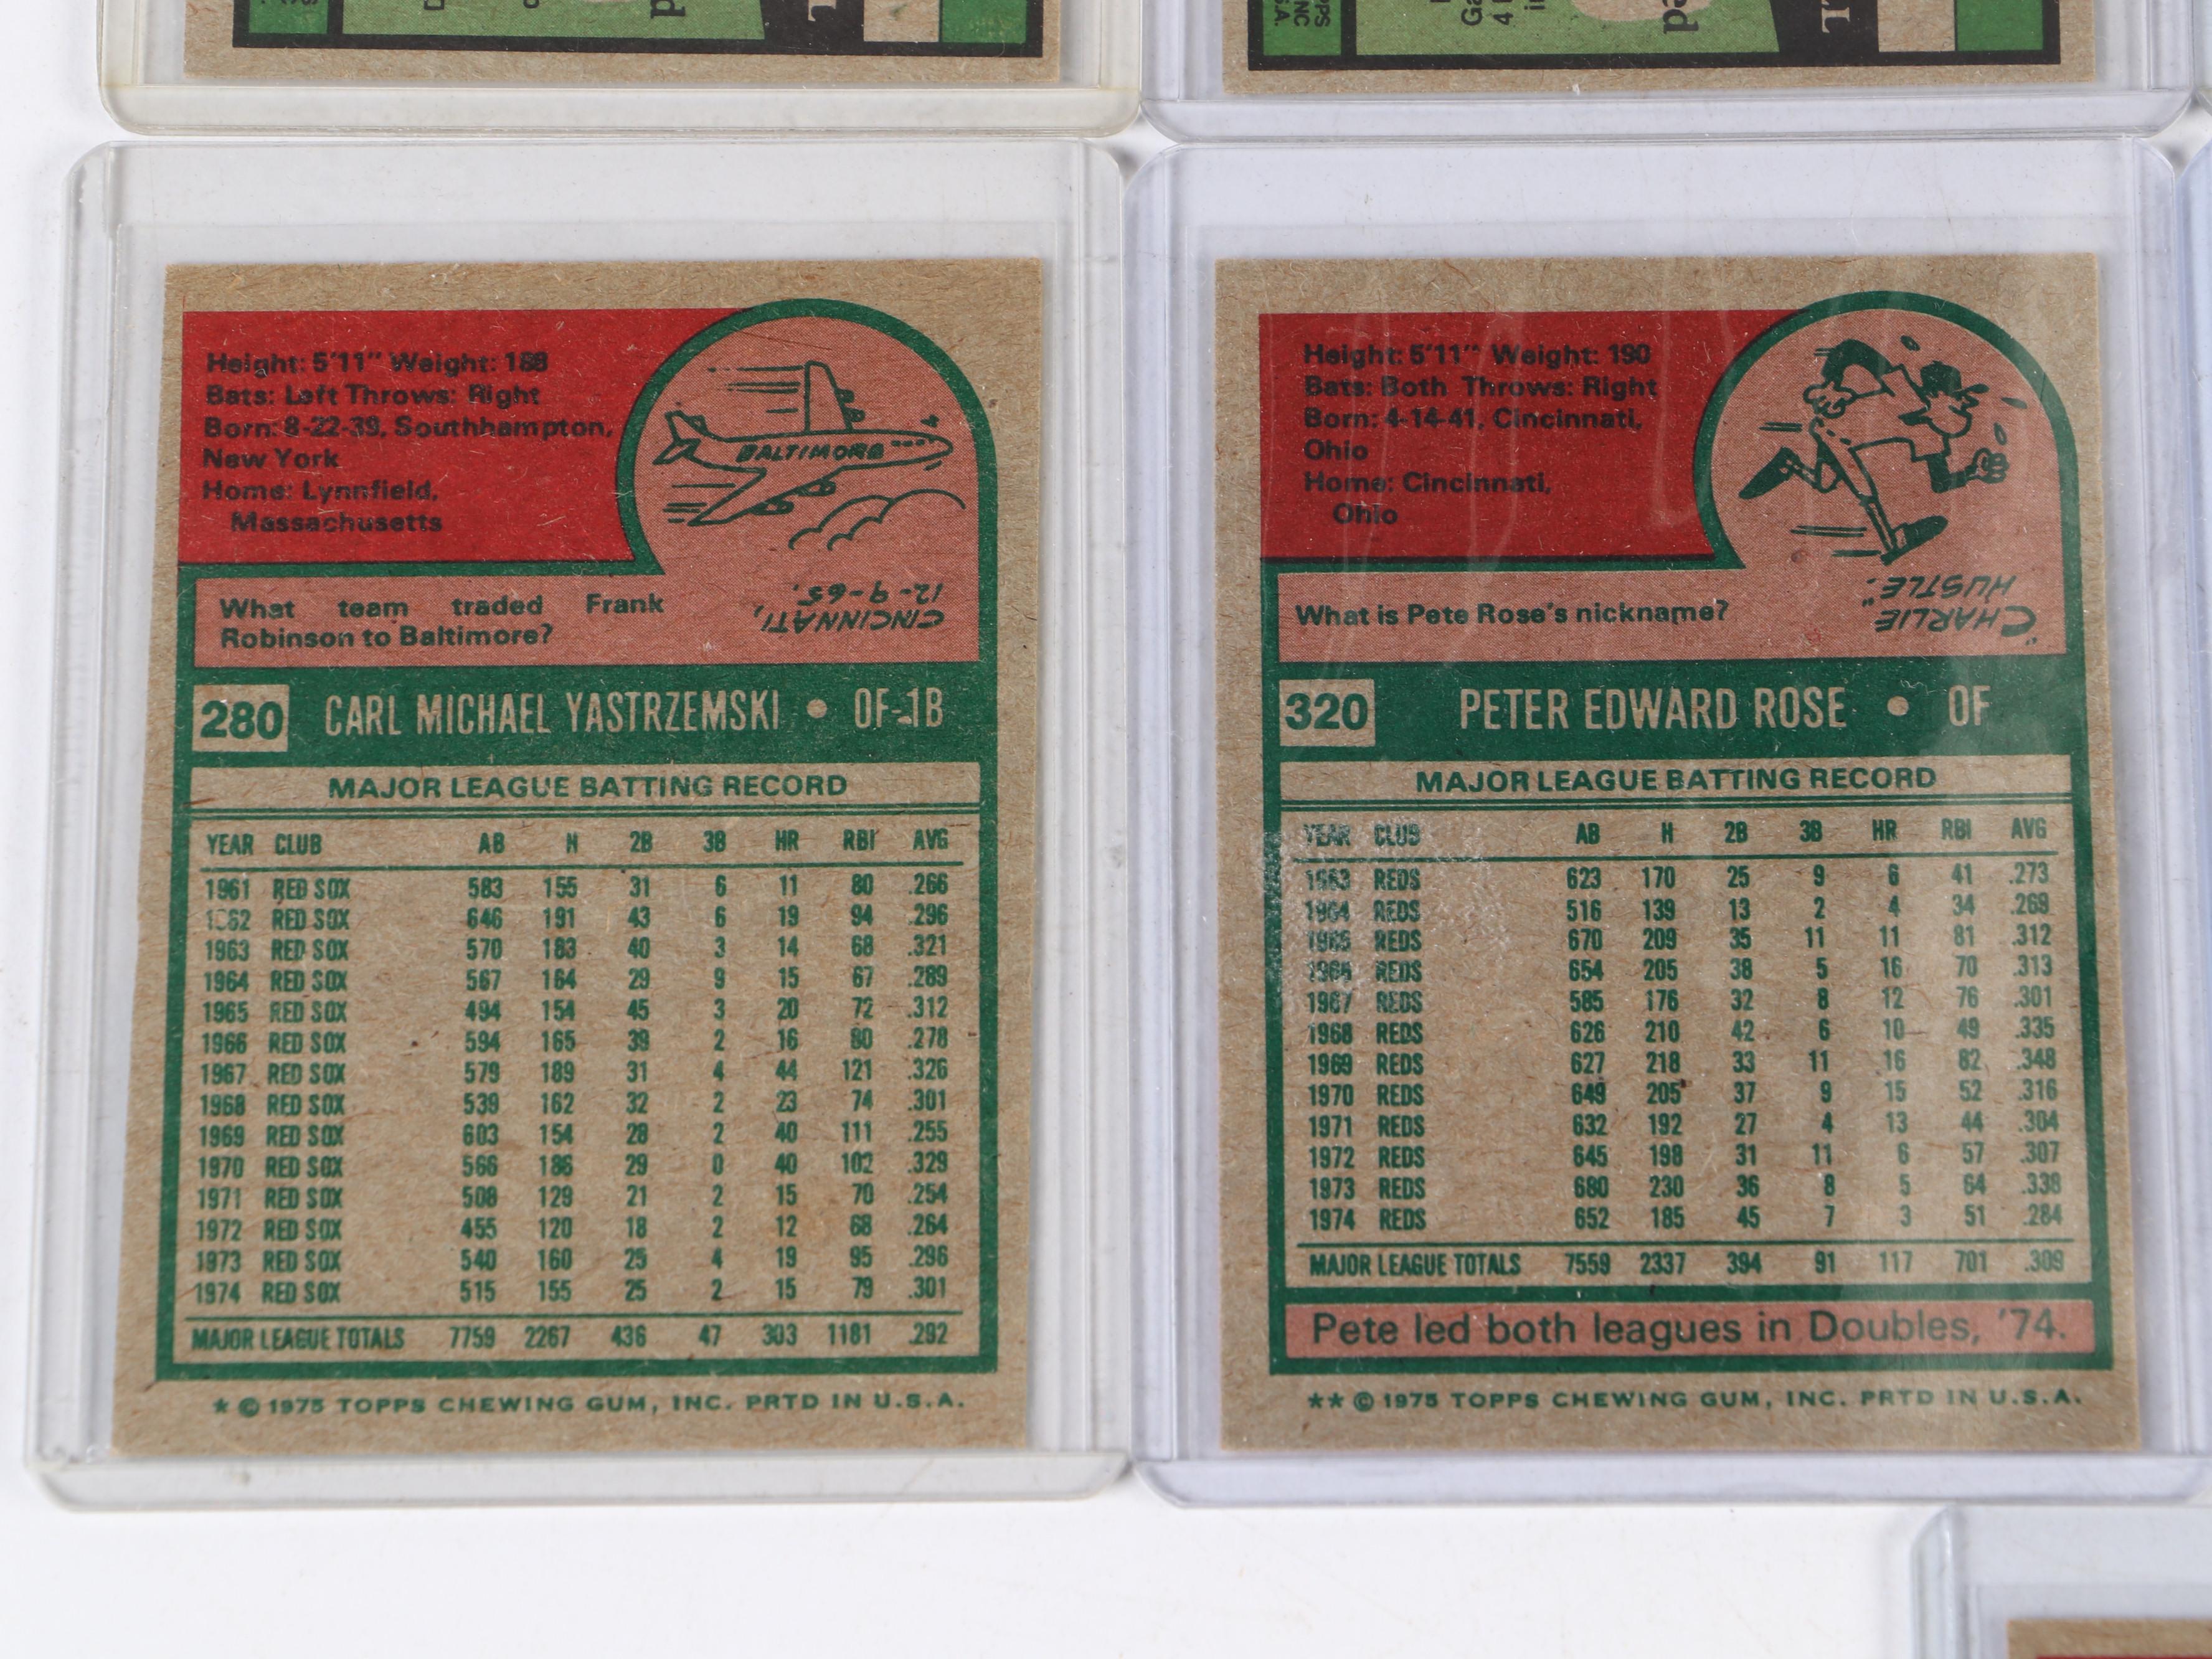 PS
INC
S.A.
Ga
4
in
ed
L
Height: 5'11" Weight: 188
Bats: Left Throws: Right
Born: 8-22-39, Southhampton,
New York
Home: Lynnfield,
Massachusetts
BALTIMORE
What team traded Frank
Robinson to Baltimore?
CINCINNATI,
12-9-65.
280 CARL MICHAEL YASTRZEMSKI • OF-1B
MAJOR LEAGUE BATTING RECORD
YEAR CLUB AB H 2B 3B HR RBI AVG
1961 RED SOX 583 155 31 6 11 80 .266
1962 RED SOX 646 191 43 6 19 94 .296
1963 RED SOX 570 183 40 3 14 68 .321
1964 RED SOX 567 164 29 9 15 67 .289
1965 RED SOX 494 154 45 3 20 72 .312
1966 RED SOX 594 165 39 2 16 80 .278
1967 RED SOX 579 189 31 4 44 121 .326
1968 RED SOX 539 162 32 2 23 74 .301
1969 RED SOX 603 154 28 2 40 111 .255
1970 RED SOX 566 186 29 0 40 102 .329
1971 RED SOX 508 129 21 2 15 70 .254
1972 RED SOX 455 120 18 2 12 68 .264
1973 RED SOX 540 160 25 4 19 95 .296
1974 RED SOX 515 155 25 2 15 79 .301
MAJOR LEAGUE TOTALS 7759 2267 436 47 303 1181 .292
* © 1975 TOPPS CHEWING GUM, INC. PRTD IN U.S.A.
Height: 5'11" Weight: 190
Bats: Both Throws: Right
Born: 4-14-41, Cincinnati,
Ohio
Home: Cincinnati,
Ohio
What is Pete Rose's nickname?
"CHARLIE
HUSTLE."
320 PETER EDWARD ROSE • OF
MAJOR LEAGUE BATTING RECORD
YEAR CLUB AB H 2B 3B HR RBI AVG
1963 REDS 623 170 25 9 6 41 .273
1964 REDS 516 139 13 2 4 34 .269
1965 REDS 670 209 35 11 11 81 .312
1966 REDS 654 205 38 5 16 70 .313
1967 REDS 585 176 32 8 12 76 .301
1968 REDS 626 210 42 6 10 49 .335
1969 REDS 627 218 33 11 16 82 .348
1970 REDS 649 205 37 9 15 52 .316
1971 REDS 632 192 27 4 13 44 .304
1972 REDS 645 198 31 11 6 57 .307
1973 REDS 680 230 36 8 5 64 .338
1974 REDS 652 185 45 7 3 51 .284
MAJOR LEAGUE TOTALS 7559 2337 394 91 117 701 .309
Pete led both leagues in Doubles, '74.
** © 1975 TOPPS CHEWING GUM, INC. PRTD IN U.S.A.